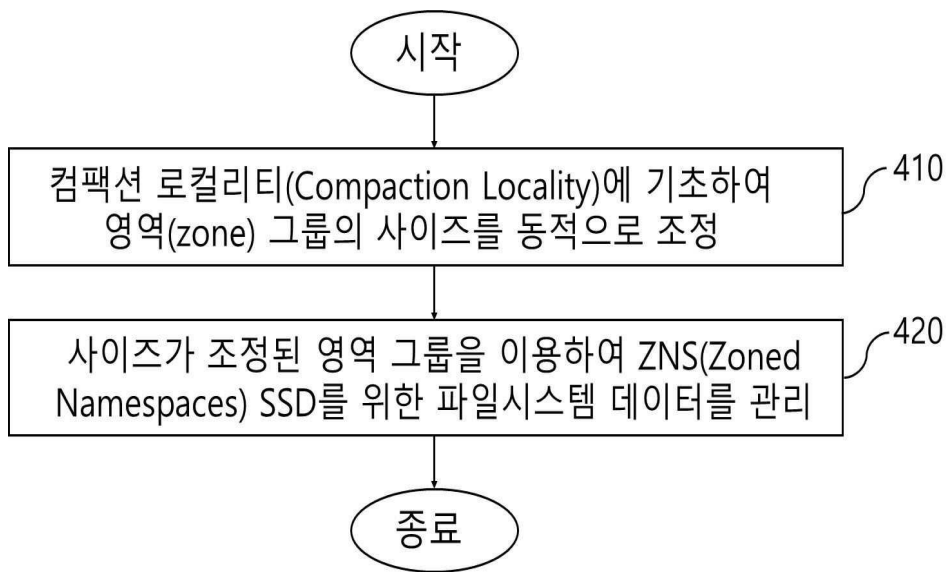 시작
컴팩션 로컬리티(Compaction Locality)에 기초하여
영역(zone) 그룹의 사이즈를 동적으로 조정
410
사이즈가 조정된 영역 그룹을 이용하여 ZNS(Zoned
Namespaces) SSD를 위한 파일시스템 데이터를 관리
420
종료